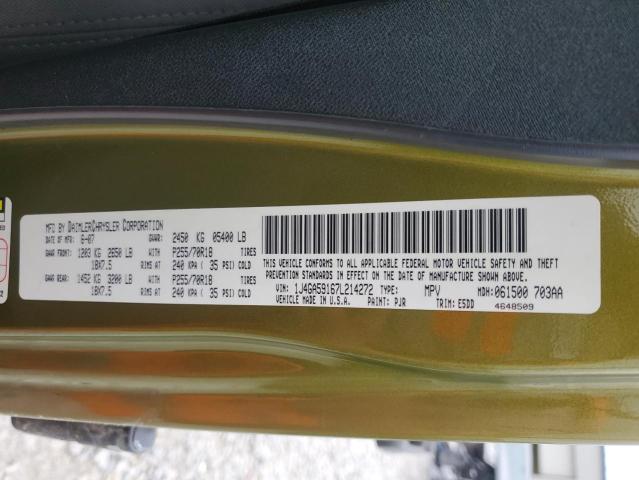 MFD BY DAIMLERCHRYSLER CORPORATION
DATE OF MFR: 6-07 GVWR: 2450 KG 05400 LB
GAWR FRONT: 1293 KG 2850 LB WITH P255/70R18 TIRES
18X7.5 RIMS AT 240 KPA ( 35 PSI) COLD
GAWR REAR: 1452 KG 3200 LB WITH P255/70R18 TIRES
18X7.5 RIMS AT 240 KPA ( 35 PSI) COLD
THIS VEHICLE CONFORMS TO ALL APPLICABLE FEDERAL MOTOR VEHICLE SAFETY AND THEFT
PREVENTION STANDARDS IN EFFECT ON THE DATE OF MANUFACTURE SHOWN ABOVE.
VIN: 1J4GA59167L214272 TYPE: MPV MDH: 061500 703AA
VEHICLE MADE IN U.S.A. PAINT: PJR TRIM: E5DD 4648509